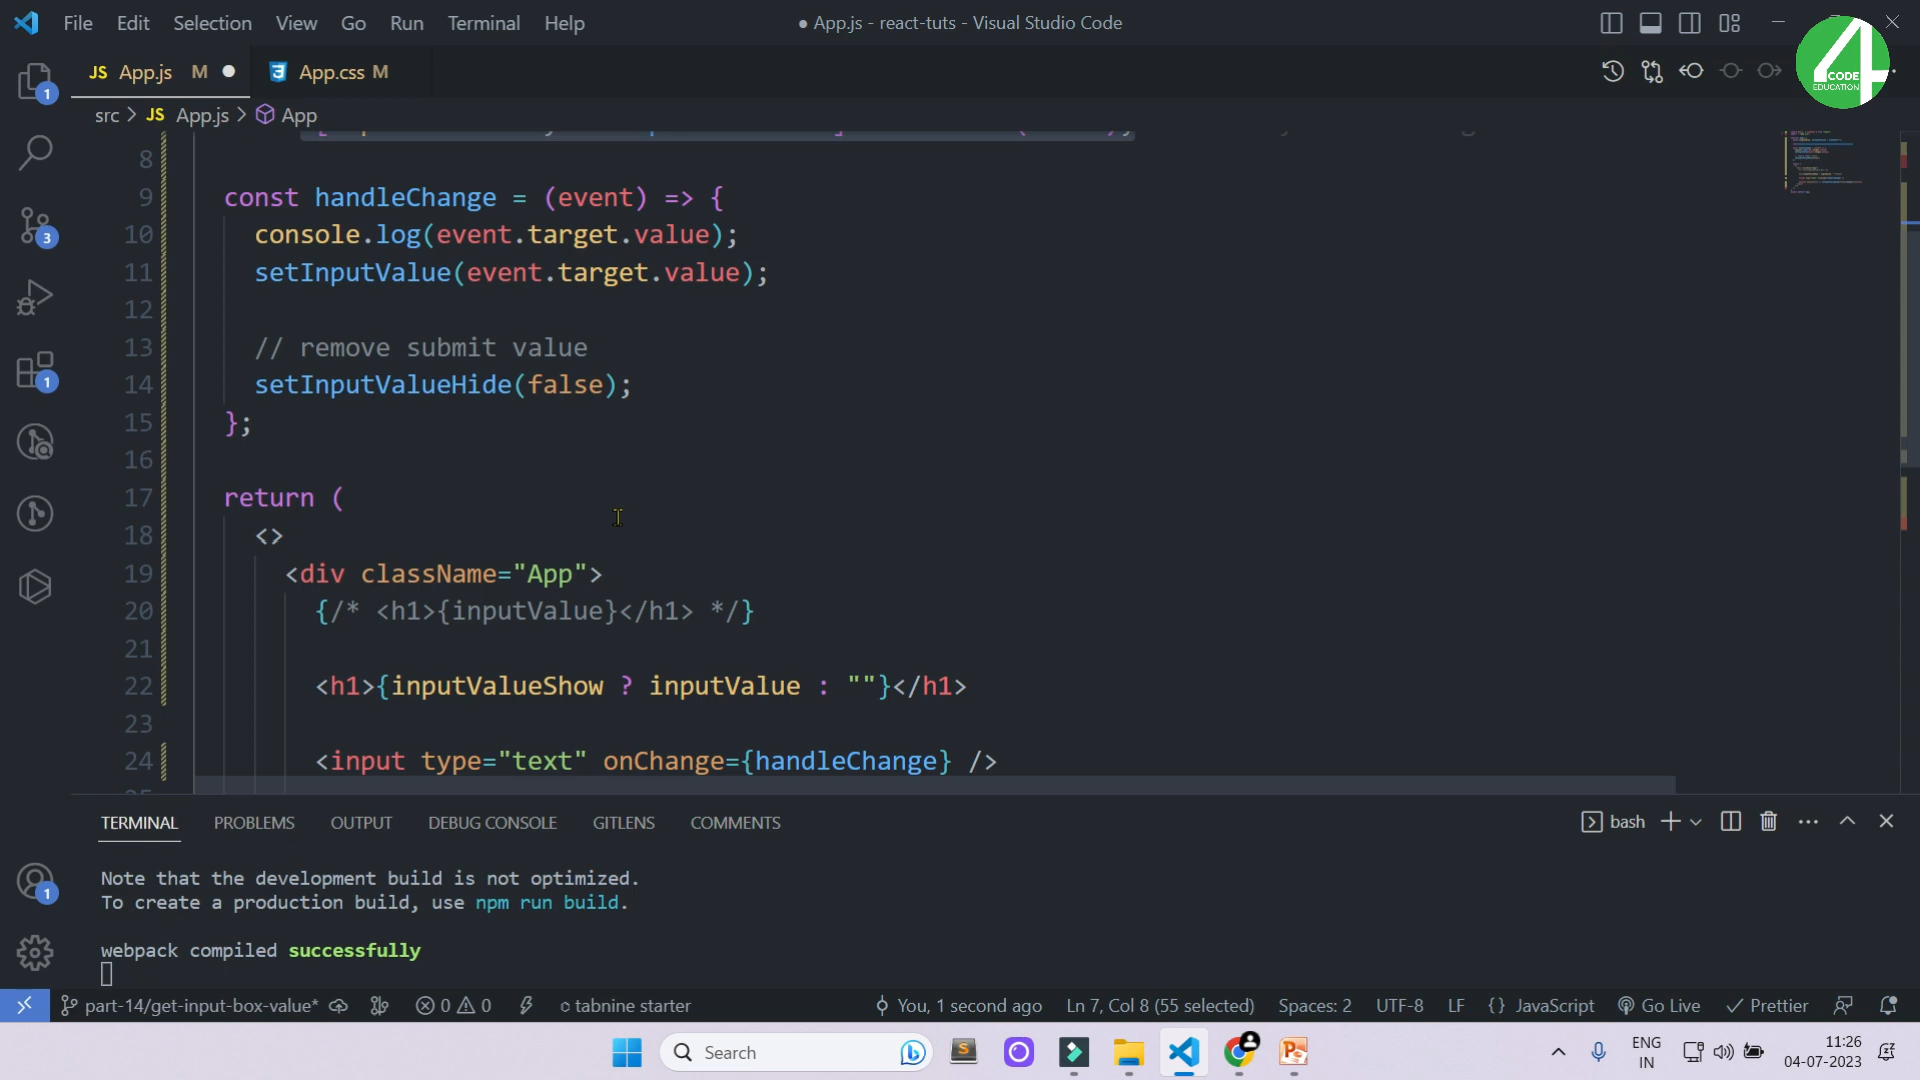 File Edit Selection View Go Run Terminal Help
● App.js - react-tuts - Visual Studio Code
4
CODE
EDUCATION
JS App.js M
App.css M
src > JS App.js > App
8
9 const handleChange = (event) => {
10 console.log(event.target.value);
11 setInputValue(event.target.value);
12
13 // remove submit value
14 setInputValueHide(false);
15 };
16
17 return (
18 <>
19 <div className="App">
20 {/* <h1>{inputValue}</h1> */}
21
22 <h1>{inputValueShow ? inputValue : ""}</h1>
23
24 <input type="text" onChange={handleChange} />
1
3
1
1
TERMINAL PROBLEMS OUTPUT DEBUG CONSOLE GITLENS COMMENTS
bash
Note that the development build is not optimized.
To create a production build, use npm run build.
webpack compiled successfully
part-14/get-input-box-value* 0 0 tabnine starter
You, 1 second ago Ln 7, Col 8 (55 selected) Spaces: 2 UTF-8 LF {} JavaScript Go Live Prettier
Search
ENG
IN
11:26
04-07-2023